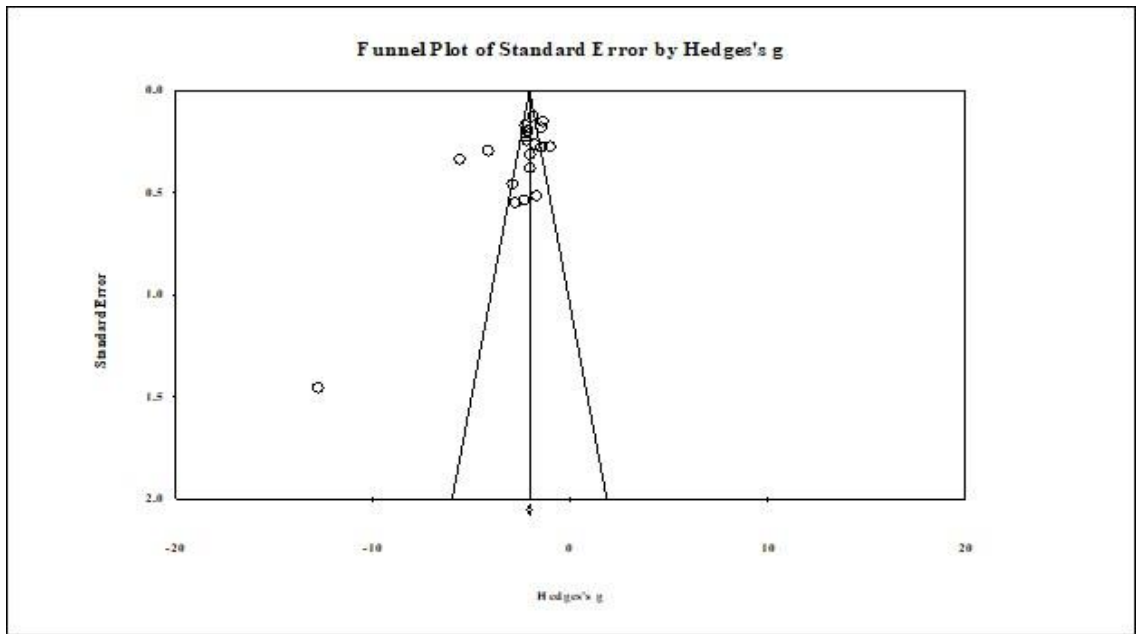 Funnel Plot of Standard Error by Hedges's g
0.0
0.5
1.0
1.5
2.0
Standard Error
-20 -10 0 10 20
Hedges's g